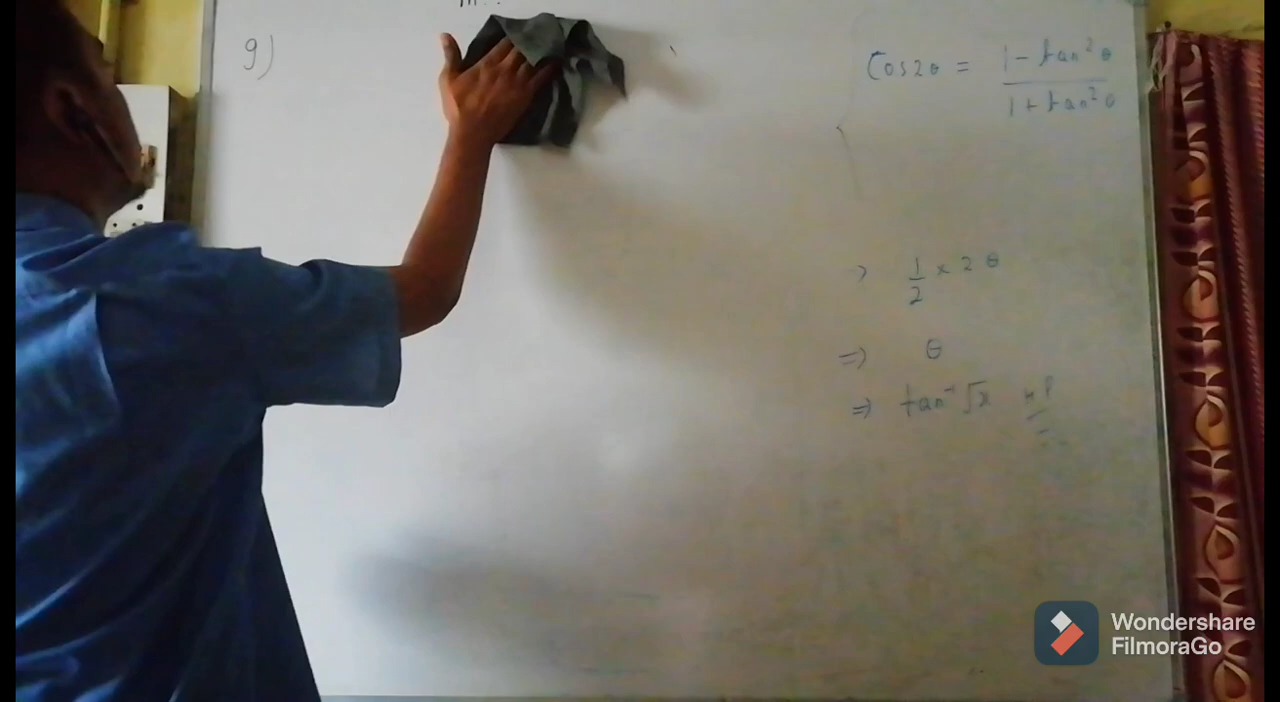 9)
Cos2θ = 1 - tan²θ / 1 + tan²θ
⇒ 1/2 × 2θ
⇒ θ
⇒ tan⁻¹ √x
Wondershare
FilmoraGo